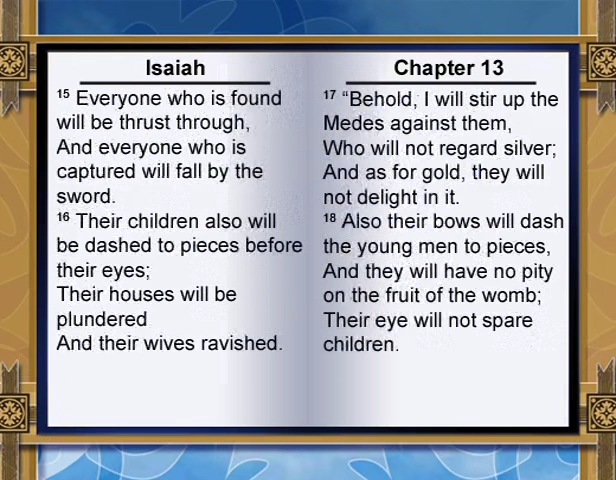 Isaiah
15 Everyone who is found
will be thrust through,
And everyone who is
captured will fall by the
sword.
16 Their children also will
be dashed to pieces before
their eyes;
Their houses will be
plundered
And their wives ravished.
Chapter 13
17 “Behold, I will stir up the
Medes against them,
Who will not regard silver;
And as for gold, they will
not delight in it.
18 Also their bows will dash
the young men to pieces,
And they will have no pity
on the fruit of the womb;
Their eye will not spare
children.